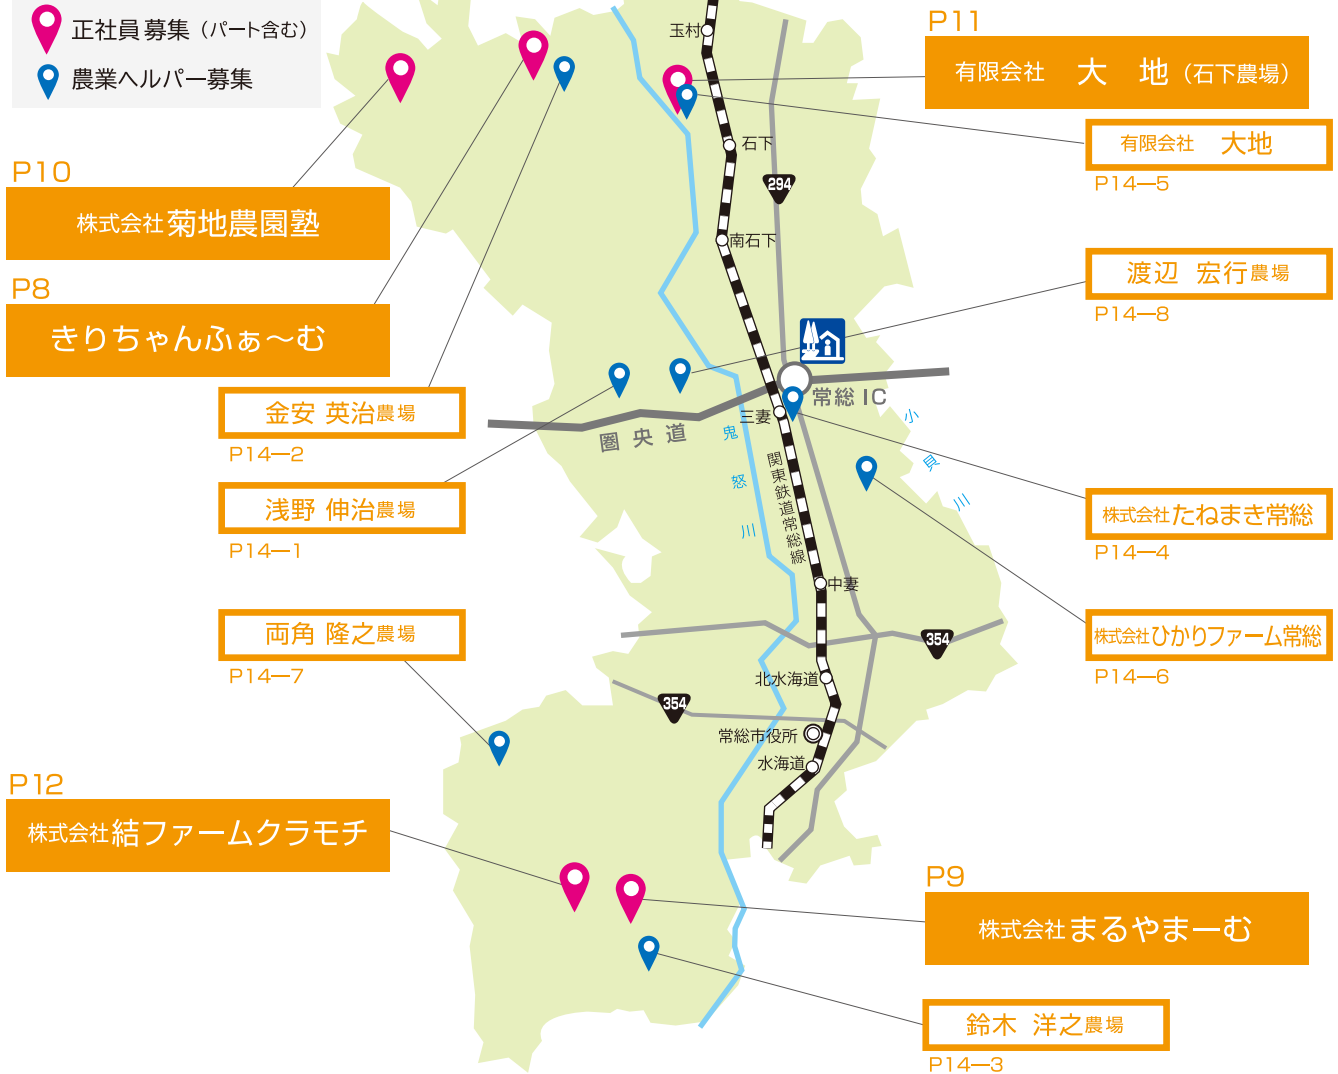 正社員募集（パート含む）
農業ヘルパー募集
P10
株式会社 菊地農園塾
P8
きりちゃんふぁ～む
金安 英治農場
P14—2
浅野 伸治農場
P14—1
両角 隆之農場
P14—7
P12
株式会社 結ファームクラモチ
P11
有限会社 大 地（石下農場）
有限会社 大地
P14—5
渡辺 宏行農場
P14—8
株式会社 たねまき常総
P14—4
株式会社 ひかりファーム常総
P14—6
P9
株式会社 まるやまーむ
鈴木 洋之農場
P14—3
玉村
石下
294
南石下
常総 IC
三妻
圏央道
鬼怒川
小貝川
関東鉄道常総線
中妻
354
北水海道
354
常総市役所
水海道